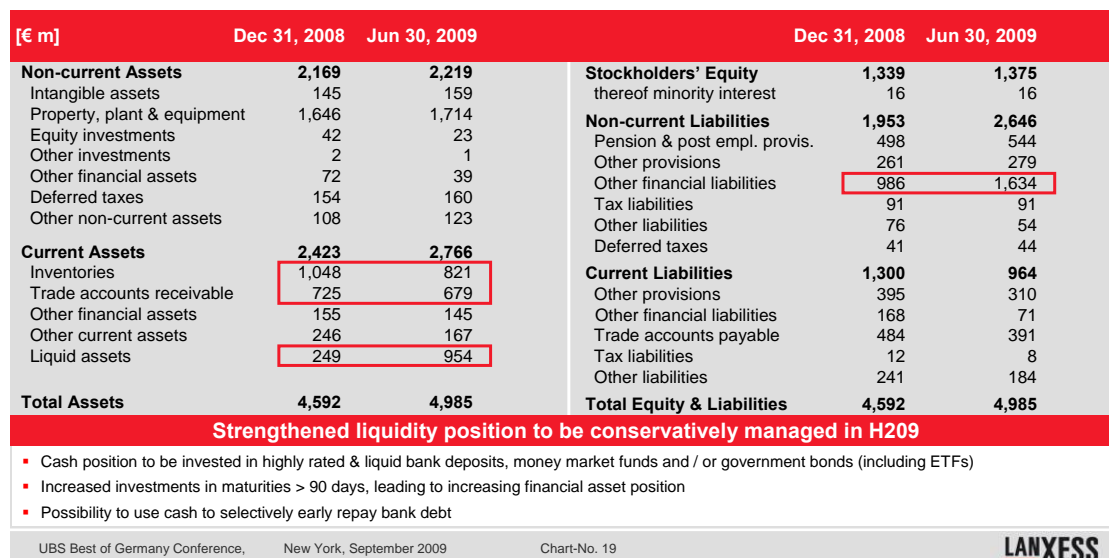 [€ m] Dec 31, 2008 Jun 30, 2009
Non-current Assets 2,169 2,219
Intangible assets 145 159
Property, plant & equipment 1,646 1,714
Equity investments 42 23
Other investments 2 1
Other financial assets 72 39
Deferred taxes 154 160
Other non-current assets 108 123
Current Assets 2,423 2,766
Inventories 1,048 821
Trade accounts receivable 725 679
Other financial assets 155 145
Other current assets 246 167
Liquid assets 249 954
Total Assets 4,592 4,985
Dec 31, 2008 Jun 30, 2009
Stockholders’ Equity 1,339 1,375
thereof minority interest 16 16
Non-current Liabilities 1,953 2,646
Pension & post empl. provis. 498 544
Other provisions 261 279
Other financial liabilities 986 1,634
Tax liabilities 91 91
Other liabilities 76 54
Deferred taxes 41 44
Current Liabilities 1,300 964
Other provisions 395 310
Other financial liabilities 168 71
Trade accounts payable 484 391
Tax liabilities 12 8
Other liabilities 241 184
Total Equity & Liabilities 4,592 4,985
Strengthened liquidity position to be conservatively managed in H209
▪ Cash position to be invested in highly rated & liquid bank deposits, money market funds and / or government bonds (including ETFs)
▪ Increased investments in maturities > 90 days, leading to increasing financial asset position
▪ Possibility to use cash to selectively early repay bank debt
UBS Best of Germany Conference, New York, September 2009 Chart-No. 19
LANXESS